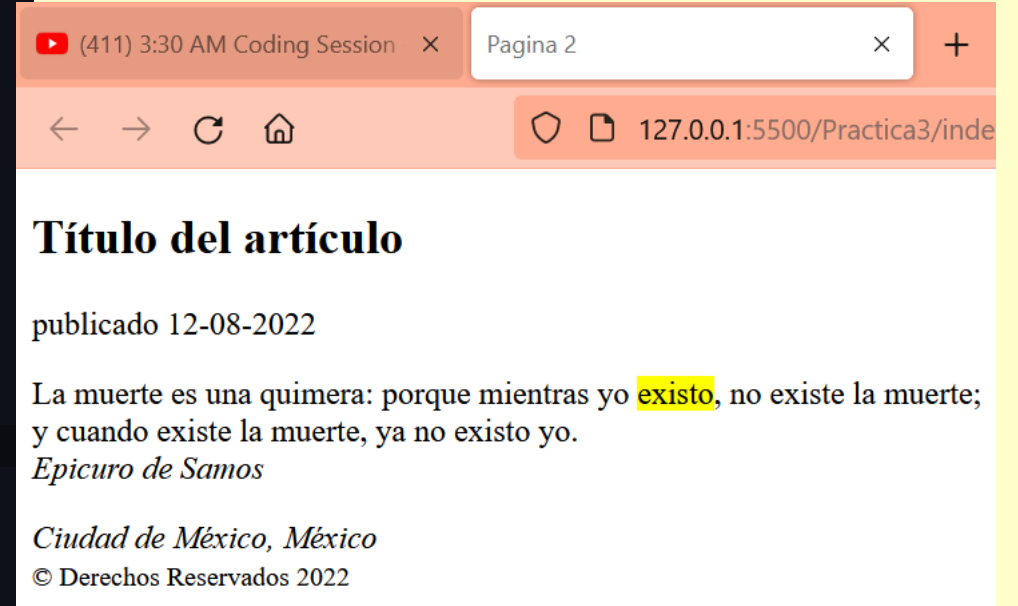 (411) 3:30 AM Coding Session
Pagina 2
127.0.0.1:5500/Practica3/inde
Título del artículo
publicado 12-08-2022
La muerte es una quimera: porque mientras yo existo, no existe la muerte;
y cuando existe la muerte, ya no existo yo.
Epicuro de Samos
Ciudad de México, México
© Derechos Reservados 2022